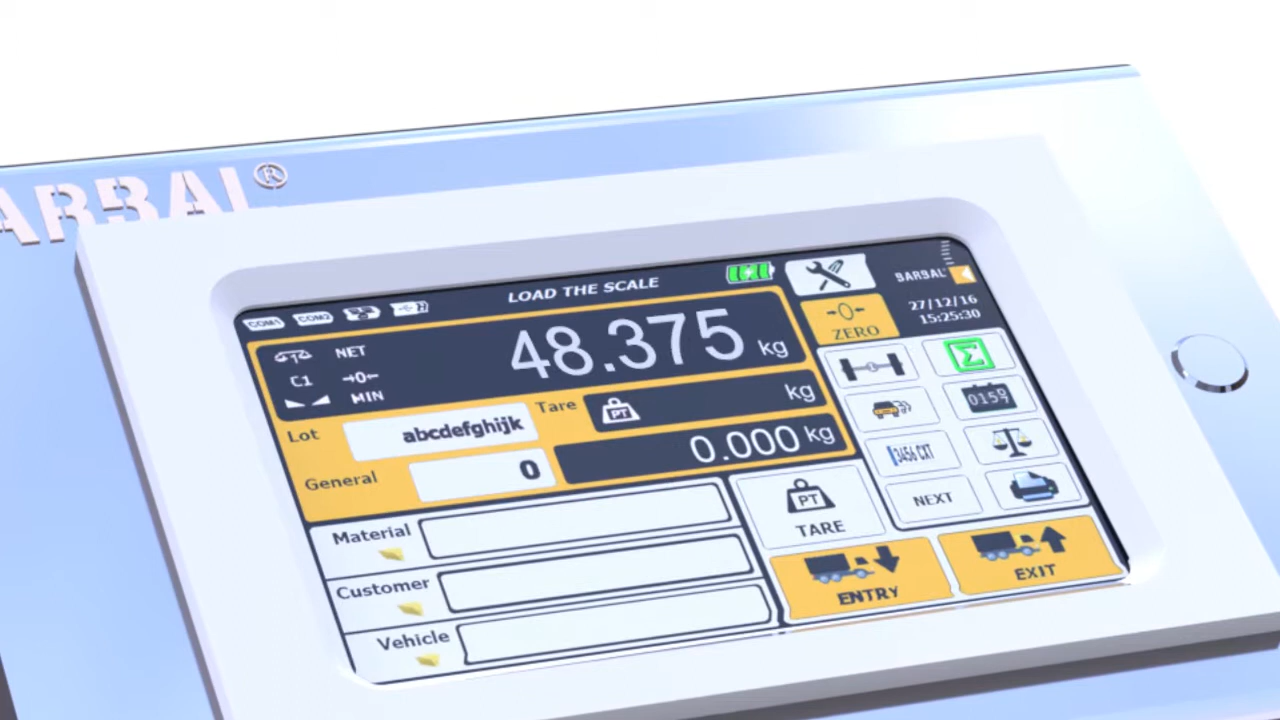 ARBAL®
COM1 COM2
LOAD THE SCALE
BARBAL
27/12/16
15:25:30
NET
C1 →0←
MIN
48.375 kg
→0←
ZERO
Σ
Lot abcdefghijk
Tare PT kg
General 0
0.000 kg
0159
3456 CXT
NEXT
PT
TARE
Material
Customer
Vehicle
ENTRY
EXIT